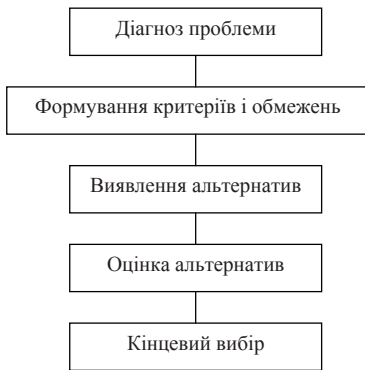 Діагноз проблеми
Формування критеріїв і обмежень
Виявлення альтернатив
Оцінка альтернатив
Кінцевий вибір